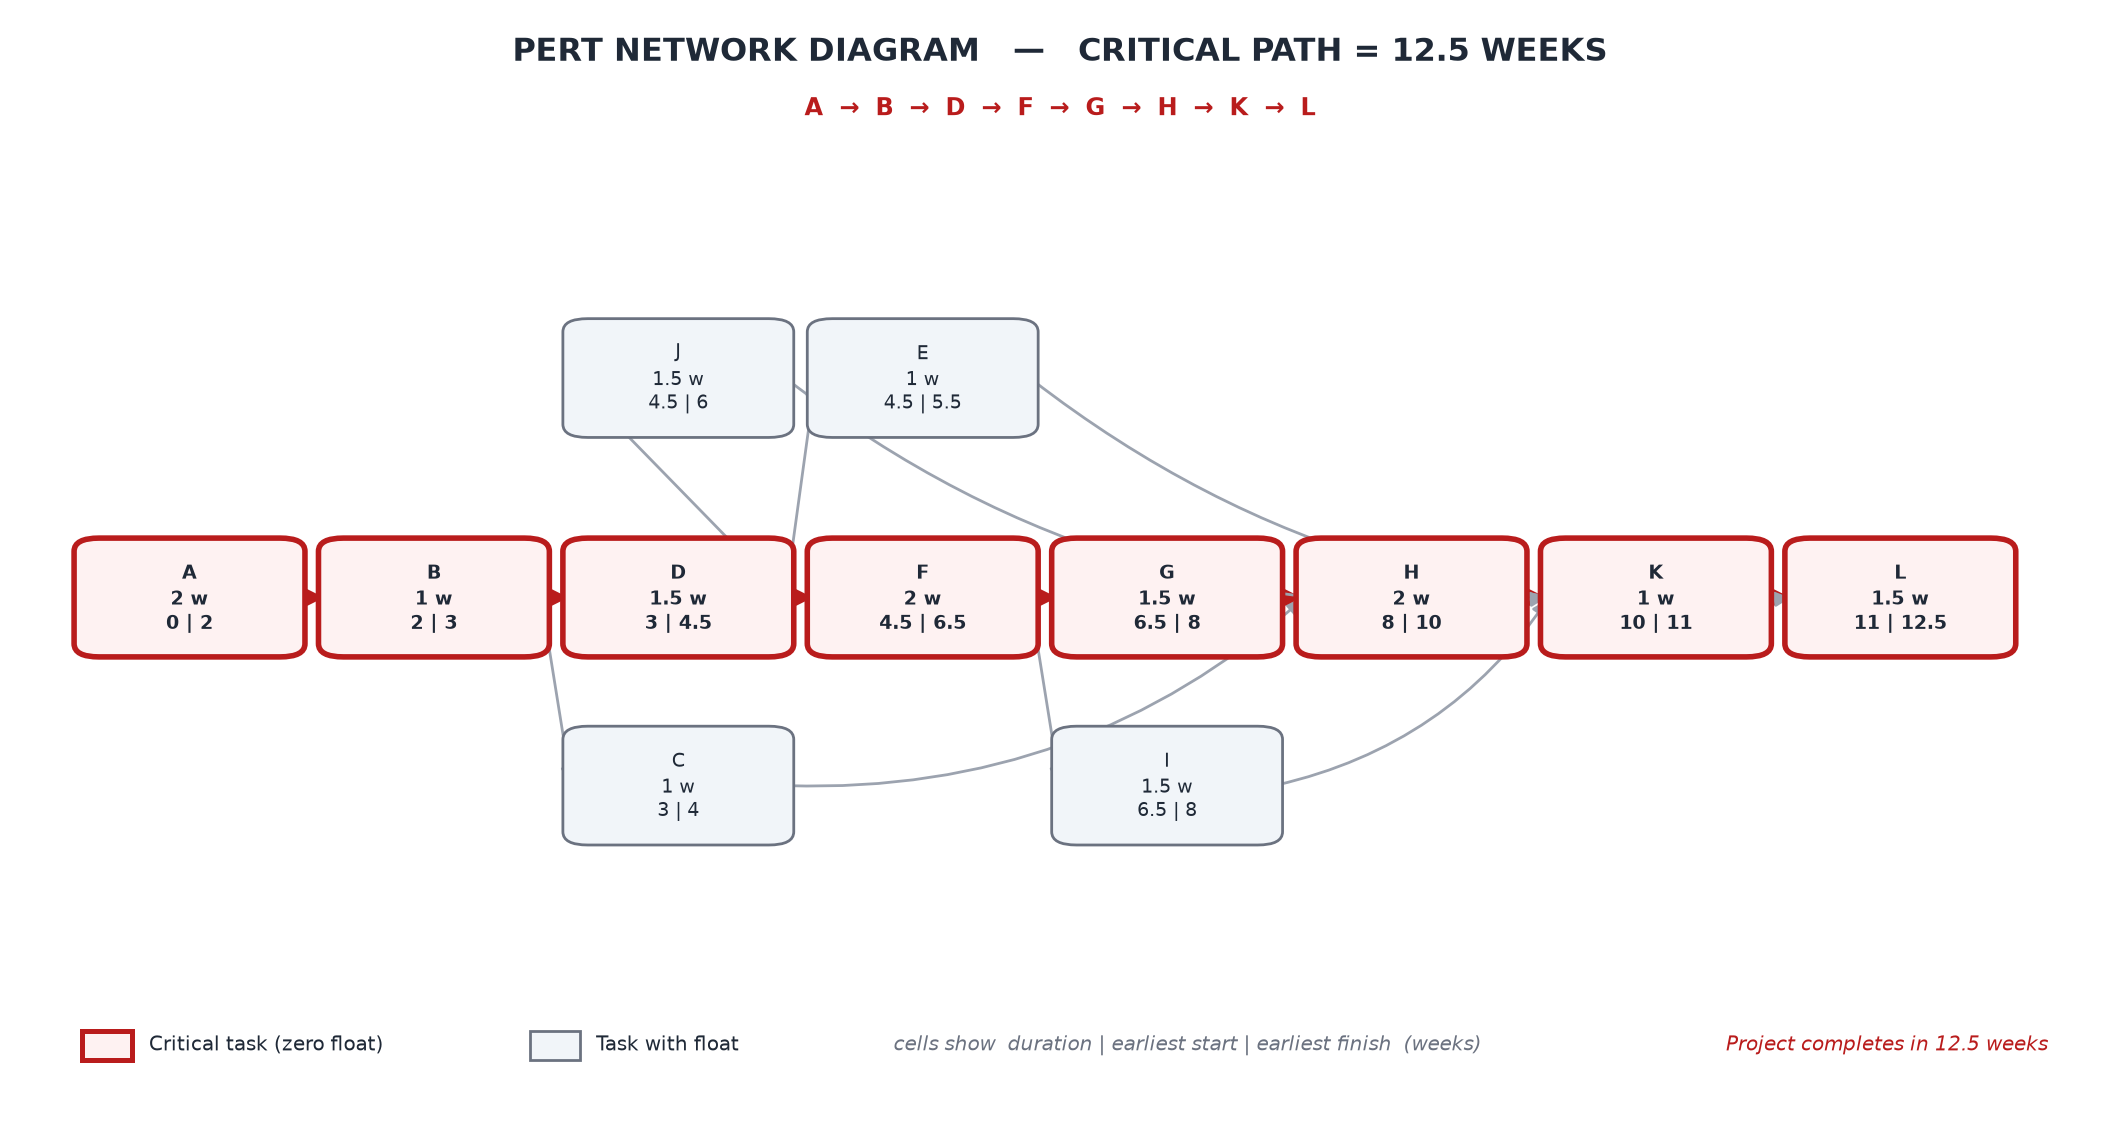 PERT NETWORK DIAGRAM — CRITICAL PATH = 12.5 WEEKS
A → B → D → F → G → H → K → L
J
1.5 w
4.5 | 6
E
1 w
4.5 | 5.5
A
2 w
0 | 2
B
1 w
2 | 3
D
1.5 w
3 | 4.5
F
2 w
4.5 | 6.5
G
1.5 w
6.5 | 8
H
2 w
8 | 10
K
1 w
10 | 11
L
1.5 w
11 | 12.5
C
1 w
3 | 4
I
1.5 w
6.5 | 8
Critical task (zero float)
Task with float
cells show duration | earliest start | earliest finish (weeks)
Project completes in 12.5 weeks